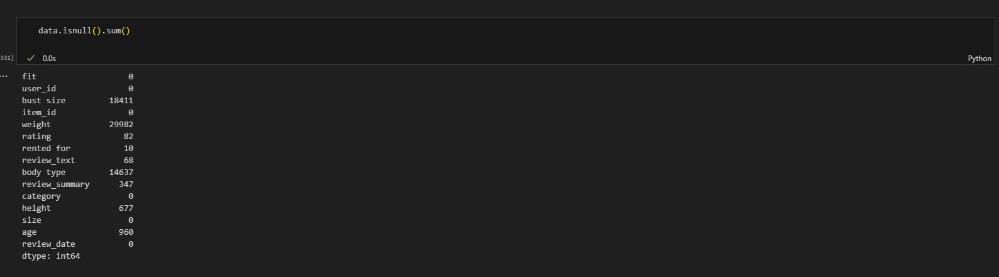 data.isnull().sum()
331]
0.0s
Python
fit 0
user_id 0
bust size 18411
item_id 0
weight 29982
rating 82
rented for 10
review_text 68
body type 14637
review_summary 347
category 0
height 677
size 0
age 960
review_date 0
dtype: int64